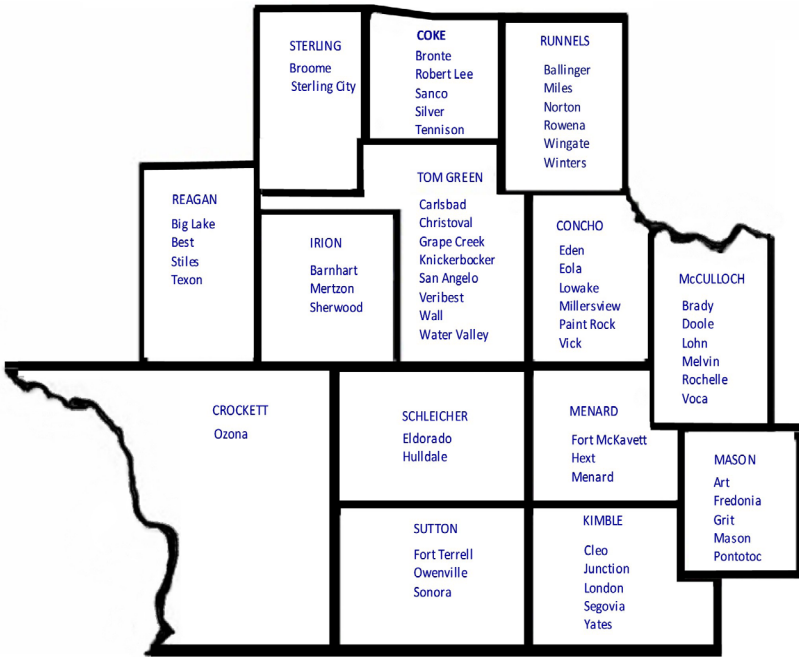 STERLING
Broome
Sterling City
COKE
Bronte
Robert Lee
Sanco
Silver
Tennison
RUNNELS
Ballinger
Miles
Norton
Rowena
Wingate
Winters
REAGAN
Big Lake
Best
Stiles
Texon
IRION
Barnhart
Mertzon
Sherwood
TOM GREEN
Carlsbad
Christoval
Grape Creek
Knickerbocker
San Angelo
Veribest
Wall
Water Valley
CONCHO
Eden
Eola
Lowake
Millersview
Paint Rock
Vick
McCULLOCH
Brady
Doole
Lohn
Melvin
Rochelle
Voca
CROCKETT
Ozona
SCHLEICHER
Eldorado
Hulldale
MENARD
Fort McKavett
Hext
Menard
MASON
Art
Fredonia
Grit
Mason
Pontotoc
SUTTON
Fort Terrell
Owenville
Sonora
KIMBLE
Cleo
Junction
London
Segovia
Yates